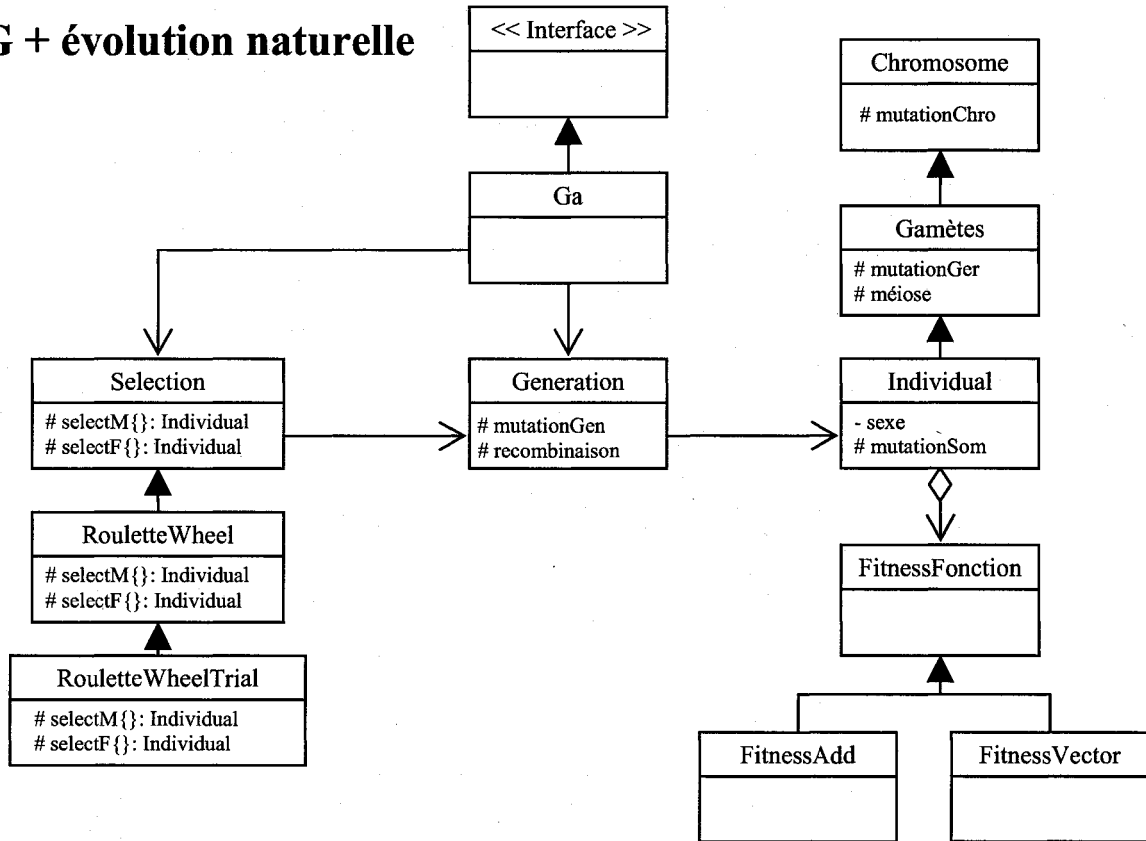 G + évolution naturelle
<< Interface >>
Chromosome
# mutationChro
Ga
Gamètes
# mutationGer
# méiose
Selection
# selectM{}: Individual
# selectF{}: Individual
Generation
# mutationGen
# recombinaison
Individual
- sexe
# mutationSom
RouletteWheel
# selectM{}: Individual
# selectF{}: Individual
FitnessFonction
RouletteWheelTrial
# selectM{}: Individual
# selectF{}: Individual
FitnessAdd
FitnessVector